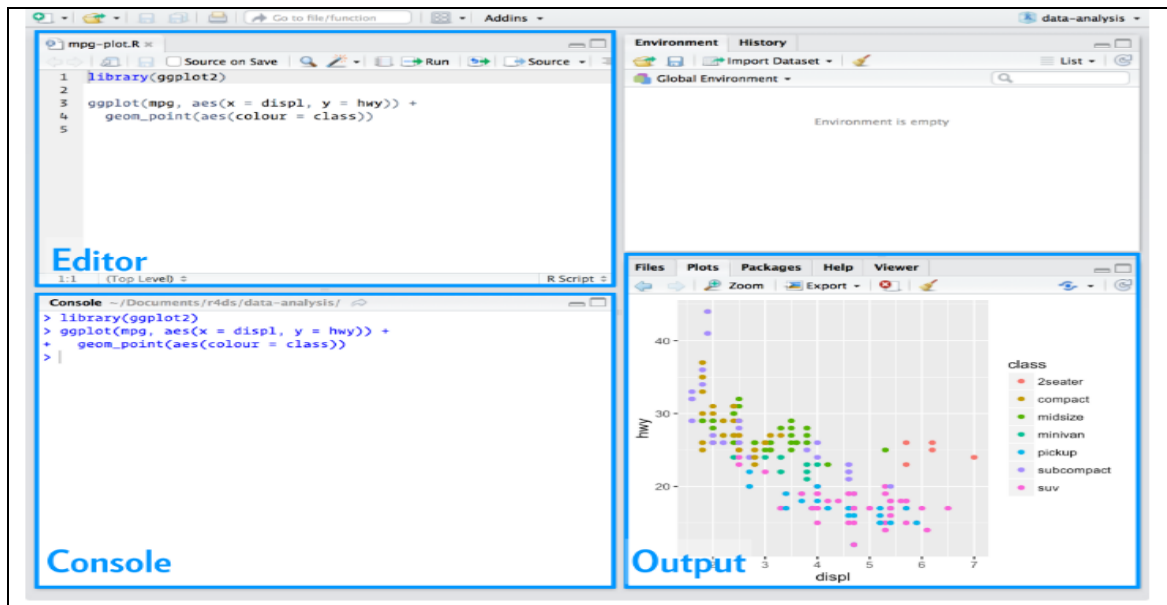 Go to file/function Addins data-analysis
mpg-plot.R
Source on Save Run Source
1 library(ggplot2)
2
3 ggplot(mpg, aes(x = displ, y = hwy)) +
4 geom_point(aes(colour = class))
5
Editor
1:1 (Top Level) R Script
Console ~/Documents/r4ds/data-analysis/
> library(ggplot2)
> ggplot(mpg, aes(x = displ, y = hwy)) +
+ geom_point(aes(colour = class))
>
Console
Environment History
Import Dataset List
Global Environment
Environment is empty
Files Plots Packages Help Viewer
Zoom Export
40
30
20
hwy
3 4 5 6 7
displ
class
2seater
compact
midsize
minivan
pickup
subcompact
suv
Output